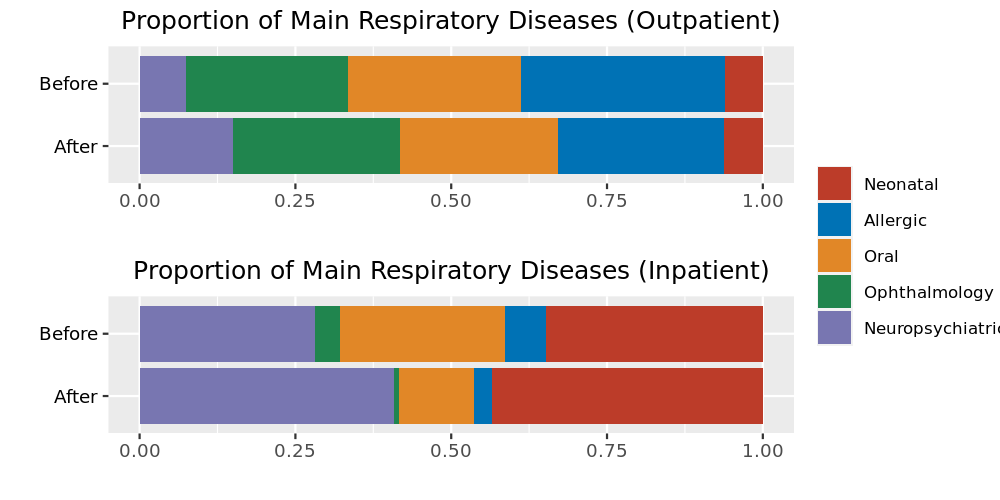 Proportion of Main Respiratory Diseases (Outpatient)
Before
After
0.00 0.25 0.50 0.75 1.00
Proportion of Main Respiratory Diseases (Inpatient)
Before
After
0.00 0.25 0.50 0.75 1.00
Neonatal
Allergic
Oral
Ophthalmology
Neuropsychiatric